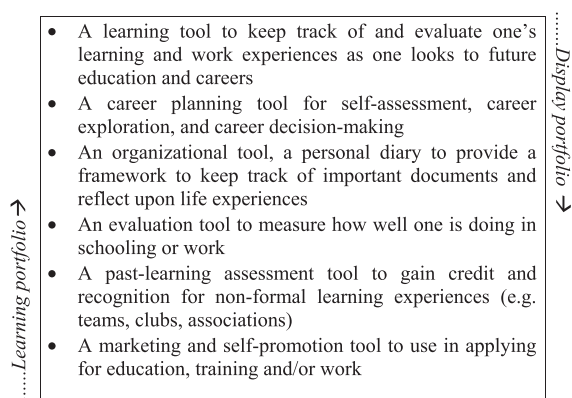 • A learning tool to keep track of and evaluate one's
learning and work experiences as one looks to future
education and careers
• A career planning tool for self-assessment, career
exploration, and career decision-making
• An organizational tool, a personal diary to provide a
framework to keep track of important documents and
reflect upon life experiences
• An evaluation tool to measure how well one is doing in
schooling or work
• A past-learning assessment tool to gain credit and
recognition for non-formal learning experiences (e.g.
teams, clubs, associations)
• A marketing and self-promotion tool to use in applying
for education, training and/or work
......Learning portfolio →
.......Display portfolio →